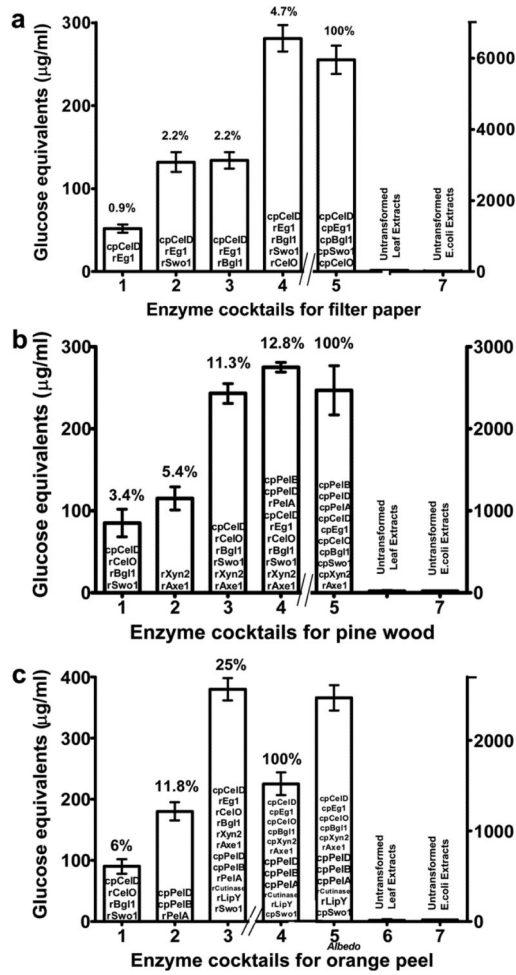 a
Glucose equivalents (µg/ml)
300
200
100
0
0.9%
2.2%
2.2%
4.7%
100%
6000
4000
2000
0
cpCelD
rEg1
cpCelD
rEg1
rSwo1
cpCelD
rEg1
rBgl1
cpCelD
rEg1
rBgl1
rSwo1
rCelO
cpCelD
cpEg1
cpBgl1
cpSwo1
cpCelO
Untransformed
Leaf Extracts
Untransformed
E.coli Extracts
1 2 3 4 5 7
Enzyme cocktails for filter paper
b
Glucose equivalents (µg/ml)
300
200
100
0
3.4%
5.4%
11.3%
12.8%
100%
3000
2000
1000
0
cpCelD
rCelO
rBgl1
rSwo1
rXyn2
rAxe1
cpCelD
rCelO
rBgl1
rSwo1
rXyn2
rAxe1
cpPelB
cpPelD
rPelA
cpCelD
rEg1
rCelO
rBgl1
rSwo1
rXyn2
rAxe1
cpPelB
cpPelD
cpPelA
cpCelD
cpEg1
cpCelO
cpBgl1
cpSwo1
cpXyn2
rAxe1
Untransformed
Leaf Extracts
Untransformed
E.coli Extracts
1 2 3 4 5 6 7
Enzyme cocktails for pine wood
c
Glucose equivalents (µg/ml)
400
300
200
100
0
6%
11.8%
25%
100%
2000
1000
0
cpCelD
rCelO
rBgl1
rSwo1
cpPelD
cpPelB
rPelA
cpCelD
rEg1
rCelO
rBgl1
rXyn2
rAxe1
cpPelD
cpPelB
rPelA
rCutinase
rLipY
rSwo1
cpCelD
cpEg1
cpCelO
cpBgl1
cpXyn2
rAxe1
cpPelD
cpPelB
cpPelA
rCutinase
rLipY
cpSwo1
cpCelD
cpEg1
cpCelO
cpBgl1
cpXyn2
rAxe1
cpPelD
cpPelB
cpPelA
rCutinase
rLipY
cpSwo1
Untransformed
Leaf Extracts
Untransformed
E.coli Extracts
1 2 3 4 5 6 7
Albedo
Enzyme cocktails for orange peel